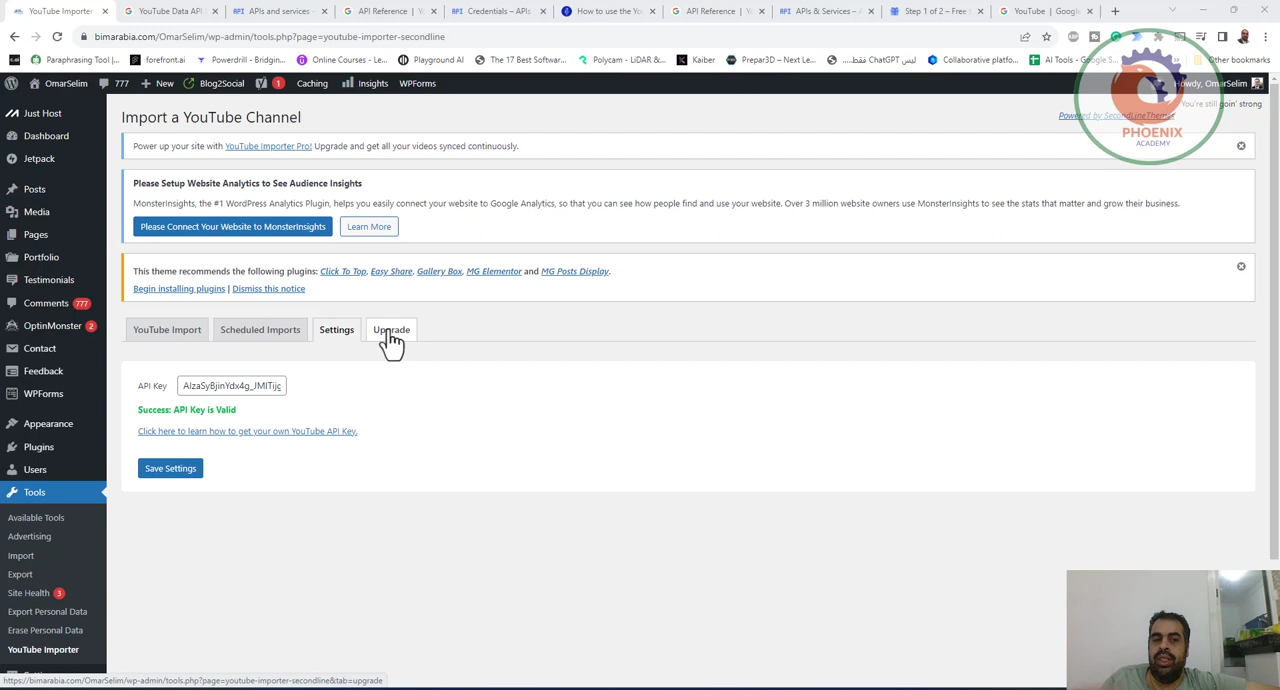 YouTube Importer
YouTube Data API
APIs and services –
API Reference | Yo
Credentials – APIs
How to use the Yo
API Reference | Yo
APIs & Services – A
Step 1 of 2 – Free
YouTube | Goog
bimarabia.com/OmarSelim/wp-admin/tools.php?page=youtube-importer-secondline
Paraphrasing Tool |...
forefront.ai
Powerdrill - Bridgin...
Online Courses - Le...
Playground AI
The 17 Best Softwar...
Polycam - LiDAR &...
Kaiber
Prepar3D – Next Le...
ليس ChatGPT فقط.....
Collaborative platfo...
AI Tools - Google S...
Other bookmarks
OmarSelim
777
New
Blog2Social
1
Caching
Insights
WPForms
Howdy, OmarSelim
You're still goin' strong
Just Host
Dashboard
Jetpack
Posts
Media
Pages
Portfolio
Testimonials
Comments 777
OptinMonster 2
Contact
Feedback
WPForms
Appearance
Plugins
Users
Tools
Available Tools
Advertising
Import
Export
Site Health 3
Export Personal Data
Erase Personal Data
YouTube Importer
Import a YouTube Channel
Powered by SecondLineThemes
PHOENIX
ACADEMY
Power up your site with YouTube Importer Pro! Upgrade and get all your videos synced continuously.
Please Setup Website Analytics to See Audience Insights
MonsterInsights, the #1 WordPress Analytics Plugin, helps you easily connect your website to Google Analytics, so that you can see how people find and use your website. Over 3 million website owners use MonsterInsights to see the stats that matter and grow their business.
Please Connect Your Website to MonsterInsights
Learn More
This theme recommends the following plugins: Click To Top, Easy Share, Gallery Box, MG Elementor and MG Posts Display.
Begin installing plugins | Dismiss this notice
YouTube Import
Scheduled Imports
Settings
Upgrade
API Key
Success: API Key is Valid
Click here to learn how to get your own YouTube API Key.
Save Settings
https://bimarabia.com/OmarSelim/wp-admin/tools.php?page=youtube-importer-secondline&tab=upgrade